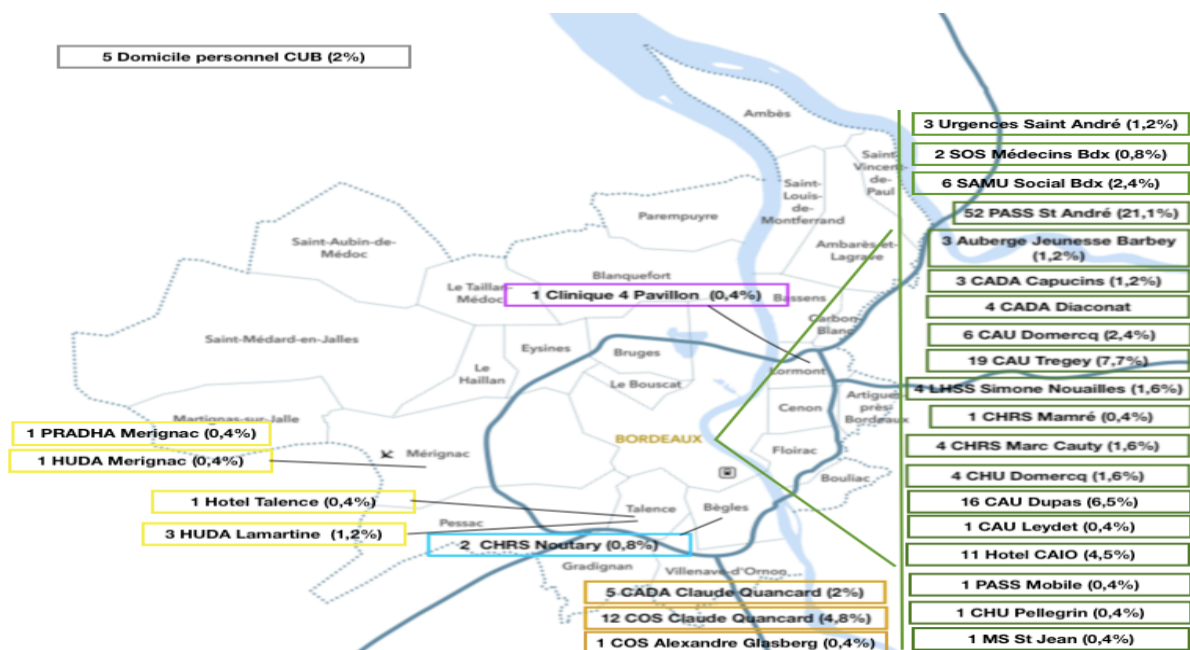 5 Domicile personnel CUB (2%)
Ambès
3 Urgences Saint André (1,2%)
2 SOS Médecins Bdx (0,8%)
Saint-
Vincent-
de-
Paul
6 SAMU Social Bdx (2,4%)
Saint-
Louis-
de-
Montferrand
52 PASS St André (21,1%)
Parempuyre
Saint-Aubin-de-
Médoc
Ambarès-et-
Lagrave
3 Auberge Jeunesse Barbey
(1,2%)
Blanquefort
3 CADA Capucins (1,2%)
Le Taillan-
Médoc
1 Clinique 4 Pavillon (0,4%)
Bassens
4 CADA Diaconat
Carbon-
Blanc
6 CAU Domercq (2,4%)
Saint-Médard-en-Jalles
Eysines
Bruges
19 CAU Tregey (7,7%)
Le
Haillan
Lormont
Le Bouscat
4 LHSS Simone Nouailles (1,6%)
Cenon
Artigues-
près-
Bordeaux
Martignas-sur-Jalle
1 CHRS Mamré (0,4%)
1 PRADHA Merignac (0,4%)
BORDEAUX
4 CHRS Marc Cauty (1,6%)
Mérignac
Floirac
1 HUDA Merignac (0,4%)
Bouliac
4 CHU Domercq (1,6%)
1 Hotel Talence (0,4%)
Talence
Bègles
16 CAU Dupas (6,5%)
Pessac
1 CAU Leydet (0,4%)
3 HUDA Lamartine (1,2%)
2 CHRS Noutary (0,8%)
11 Hotel CAIO (4,5%)
Gradignan
Villenave-d'Ornon
1 PASS Mobile (0,4%)
5 CADA Claude Quancard (2%)
1 CHU Pellegrin (0,4%)
12 COS Claude Quancard (4,8%)
1 MS St Jean (0,4%)
1 COS Alexandre Glasberg (0,4%)